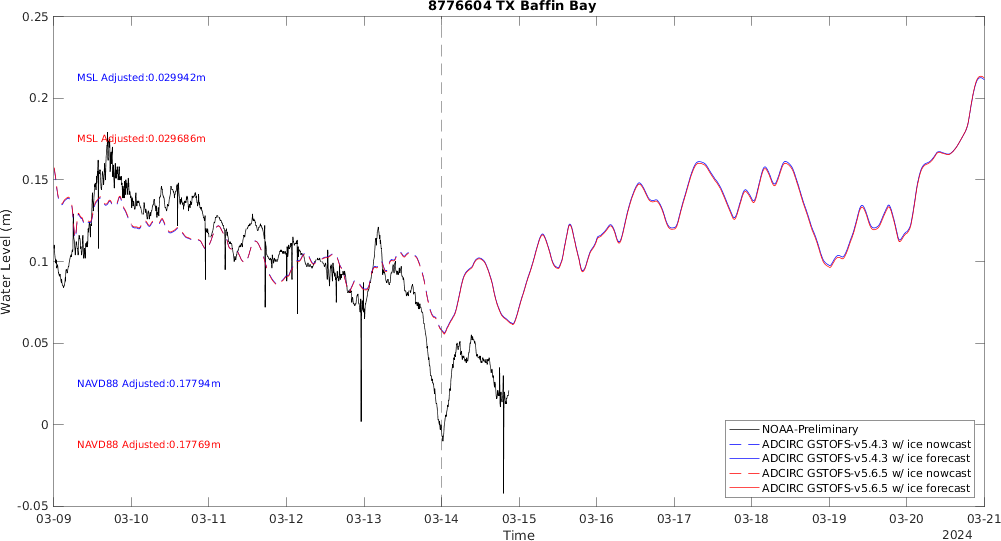 8776604 TX Baffin Bay
0.25
0.2
0.15
0.1
0.05
0
-0.05
Water Level (m)
MSL Adjusted:0.029942m
MSL Adjusted:0.029686m
NAVD88 Adjusted:0.17794m
NAVD88 Adjusted:0.17769m
NOAA-Preliminary
ADCIRC GSTOFS-v5.4.3 w/ ice nowcast
ADCIRC GSTOFS-v5.4.3 w/ ice forecast
ADCIRC GSTOFS-v5.6.5 w/ ice nowcast
ADCIRC GSTOFS-v5.6.5 w/ ice forecast
03-09 03-10 03-11 03-12 03-13 03-14 03-15 03-16 03-17 03-18 03-19 03-20 03-21
Time
2024